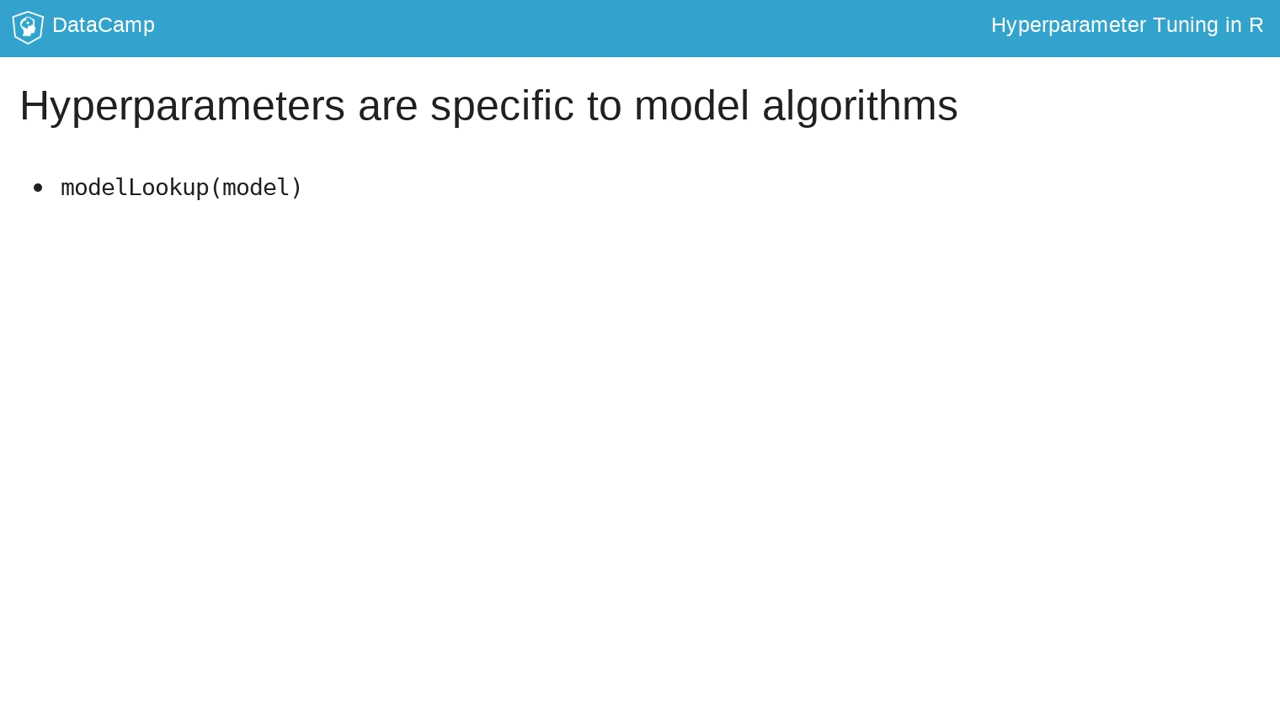 DataCamp
Hyperparameter Tuning in R
Hyperparameters are specific to model algorithms
• modelLookup(model)